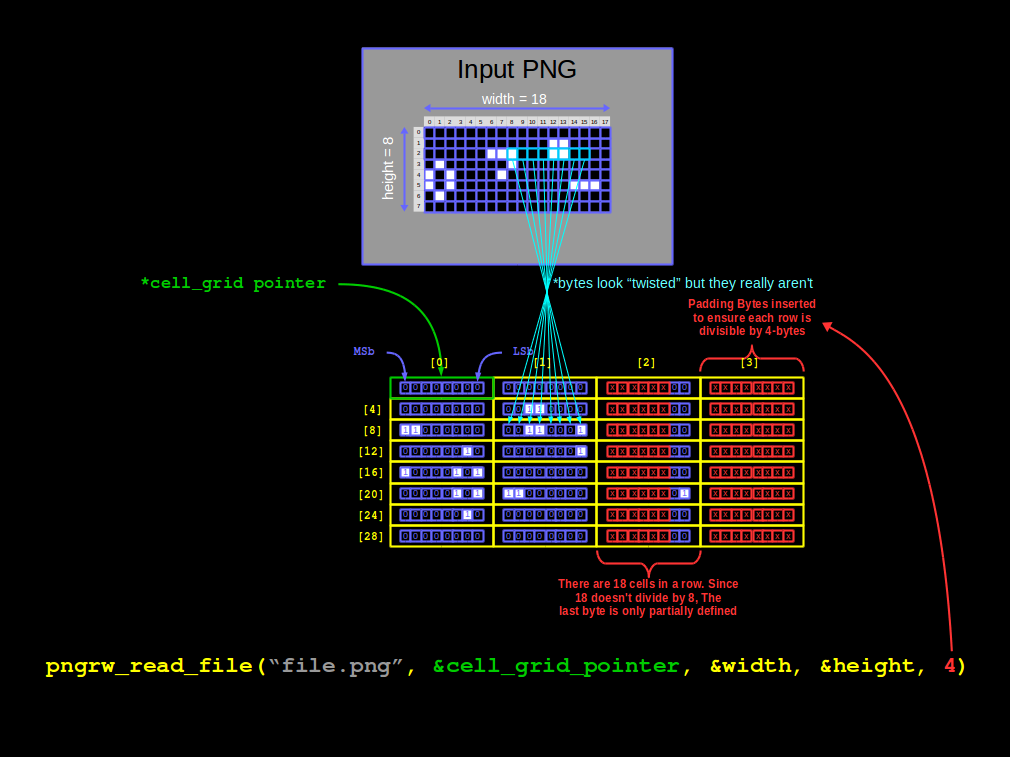 Input PNG
width = 18
0 1 2 3 4 5 6 7 8 9 10 11 12 13 14 15 16 17
height = 8
0
1
2
3
4
5
6
7
*cell_grid pointer
*bytes look “twisted” but they really aren't
Padding Bytes inserted
to ensure each row is
divisible by 4-bytes
MSb
LSb
[0] [1] [2] [3]
0 0 0 0 0 0 0 0 0 0 0 0 0 0 0 0 X X X X X X 0 0 X X X X X X X X
[4] 0 0 0 0 0 0 0 0 0 0 1 1 0 0 0 0 X X X X X X 0 0 X X X X X X X X
[8] 1 1 0 0 0 0 0 0 0 0 1 1 0 0 0 1 X X X X X X 0 0 X X X X X X X X
[12] 0 0 0 0 0 0 1 0 0 0 0 0 0 0 0 1 X X X X X X 0 0 X X X X X X X X
[16] 1 0 0 0 0 1 0 1 0 0 0 0 0 0 0 0 X X X X X X 0 0 X X X X X X X X
[20] 0 0 0 0 0 1 0 1 1 1 0 0 0 0 0 0 X X X X X X 0 1 X X X X X X X X
[24] 0 0 0 0 0 0 1 0 0 0 0 0 0 0 0 0 X X X X X X 0 0 X X X X X X X X
[28] 0 0 0 0 0 0 0 0 0 0 0 0 0 0 0 0 X X X X X X 0 0 X X X X X X X X
There are 18 cells in a row. Since
18 doesn't divide by 8, The
last byte is only partially defined
pngrw_read_file(“file.png”, &cell_grid_pointer, &width, &height, 4)